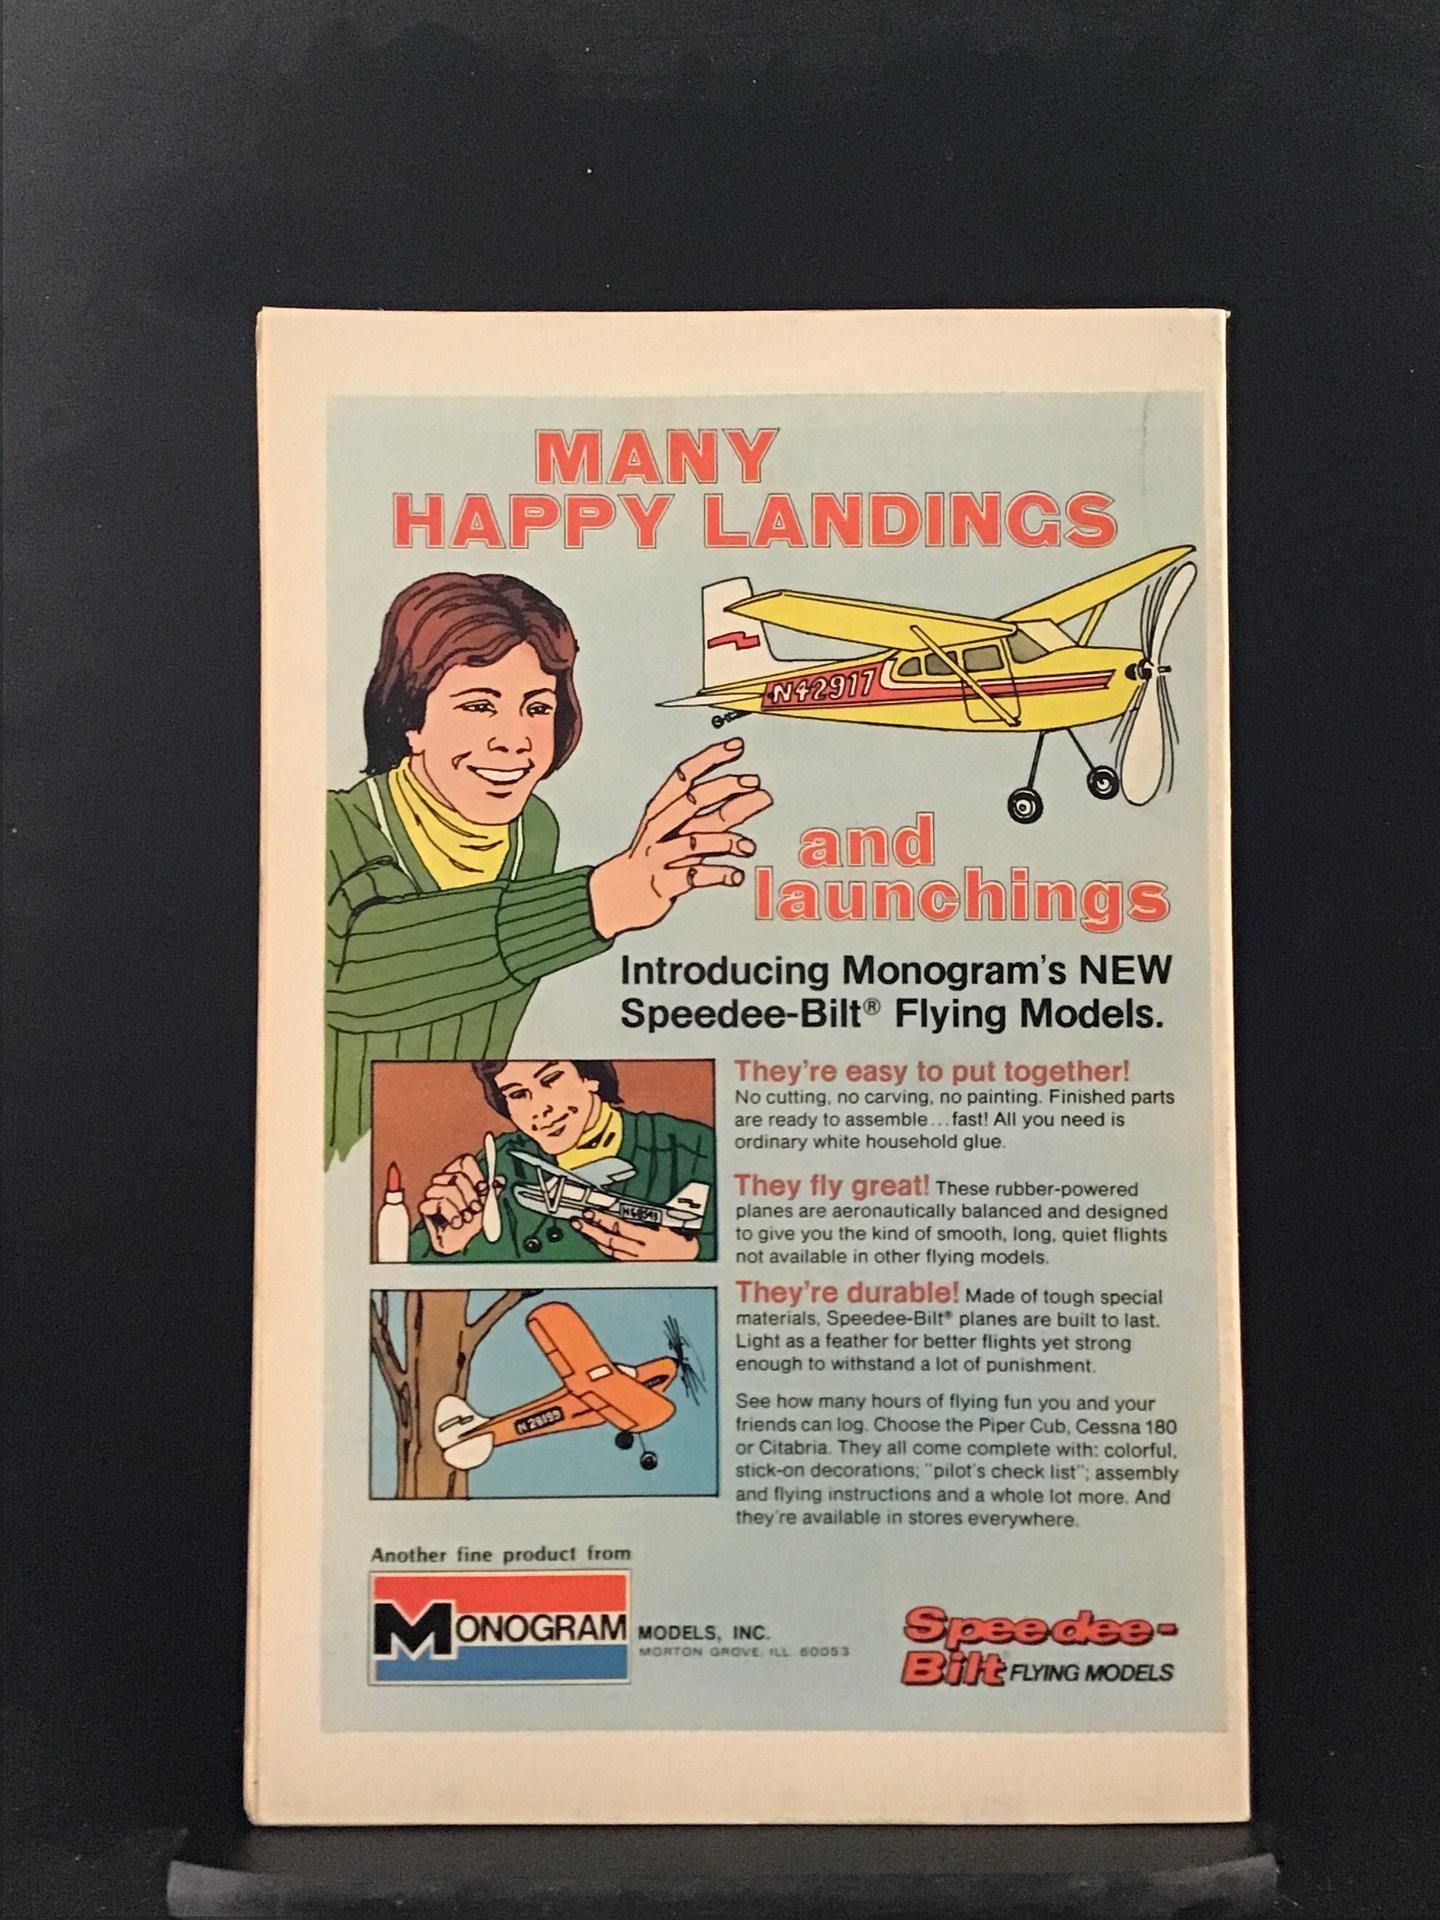 MANY
HAPPY LANDINGS
N42917
and
launchings
Introducing Monogram's NEW
Speedee-Bilt® Flying Models.
They're easy to put together!
No cutting, no carving, no painting. Finished parts
are ready to assemble...fast! All you need is
ordinary white household glue.
They fly great! These rubber-powered
planes are aeronautically balanced and designed
to give you the kind of smooth, long, quiet flights
not available in other flying models.
They're durable! Made of tough special
materials, Speedee-Bilt® planes are built to last.
Light as a feather for better flights yet strong
enough to withstand a lot of punishment.
N28199
See how many hours of flying fun you and your
friends can log. Choose the Piper Cub, Cessna 180
or Citabria. They all come complete with: colorful,
stick-on decorations; "pilot's check list"; assembly
and flying instructions and a whole lot more. And
they're available in stores everywhere.
Another fine product from
MONOGRAM MODELS, INC.
MORTON GROVE, ILL. 60053
Speedee-
Bilt FLYING MODELS